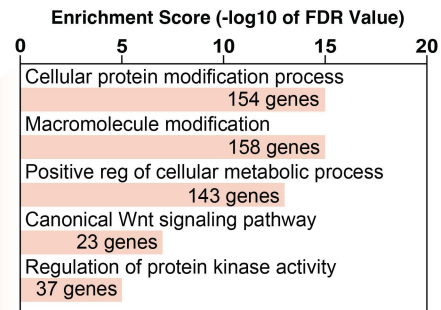 Enrichment Score (-log10 of FDR Value)
0 5 10 15 20
Cellular protein modification process
154 genes
Macromolecule modification
158 genes
Positive reg of cellular metabolic process
143 genes
Canonical Wnt signaling pathway
23 genes
Regulation of protein kinase activity
37 genes